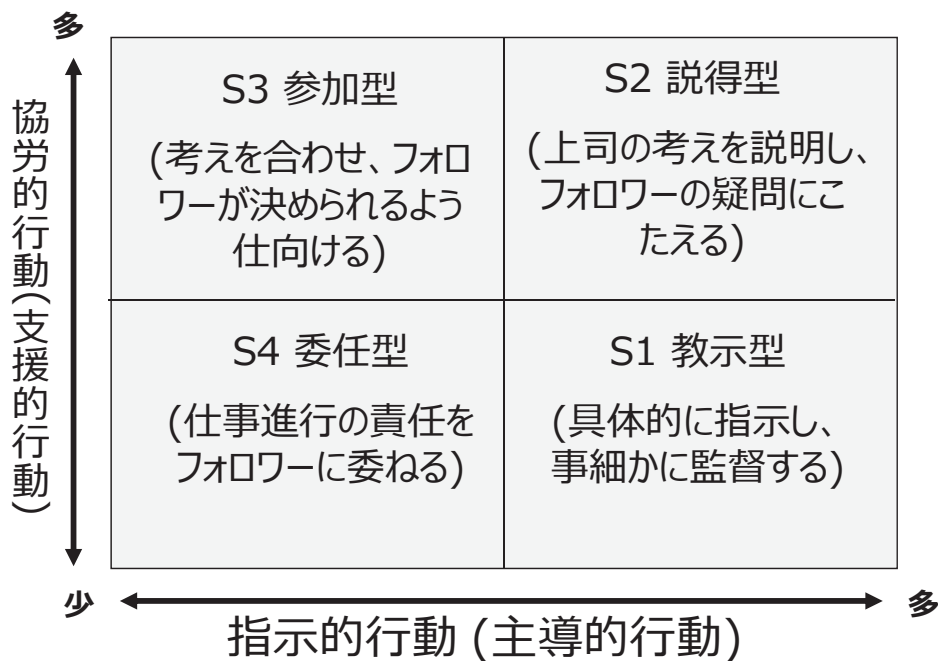 多
協労的行動(支援的行動)
S3 参加型
(考えを合わせ、フォロ
ワーが決められるよう
仕向ける)
S2 説得型
(上司の考えを説明し、
フォロワーの疑問にこ
たえる)
S4 委任型
(仕事進行の責任を
フォロワーに委ねる)
S1 教示型
(具体的に指示し、
事細かに監督する)
少
多
指示的行動 (主導的行動)